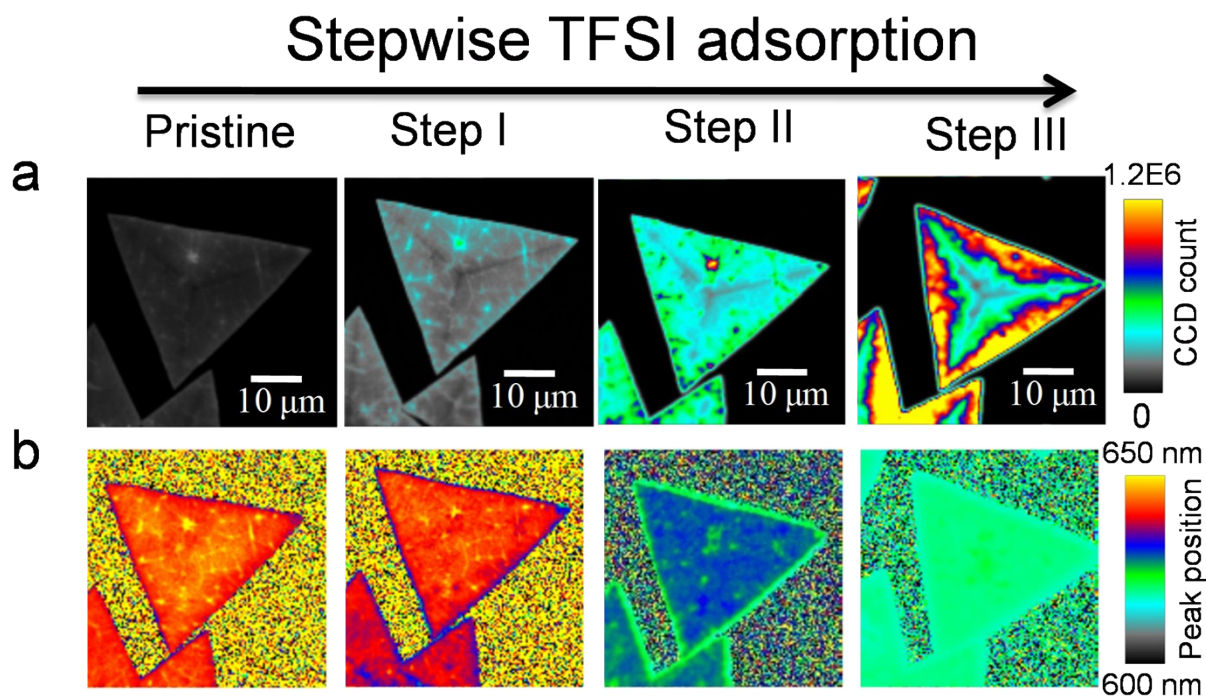 Stepwise TFSI adsorption
Pristine
Step I
Step II
Step III
a
1.2E6
10 μm
10 μm
10 μm
10 μm
CCD count
0
b
650 nm
Peak position
600 nm